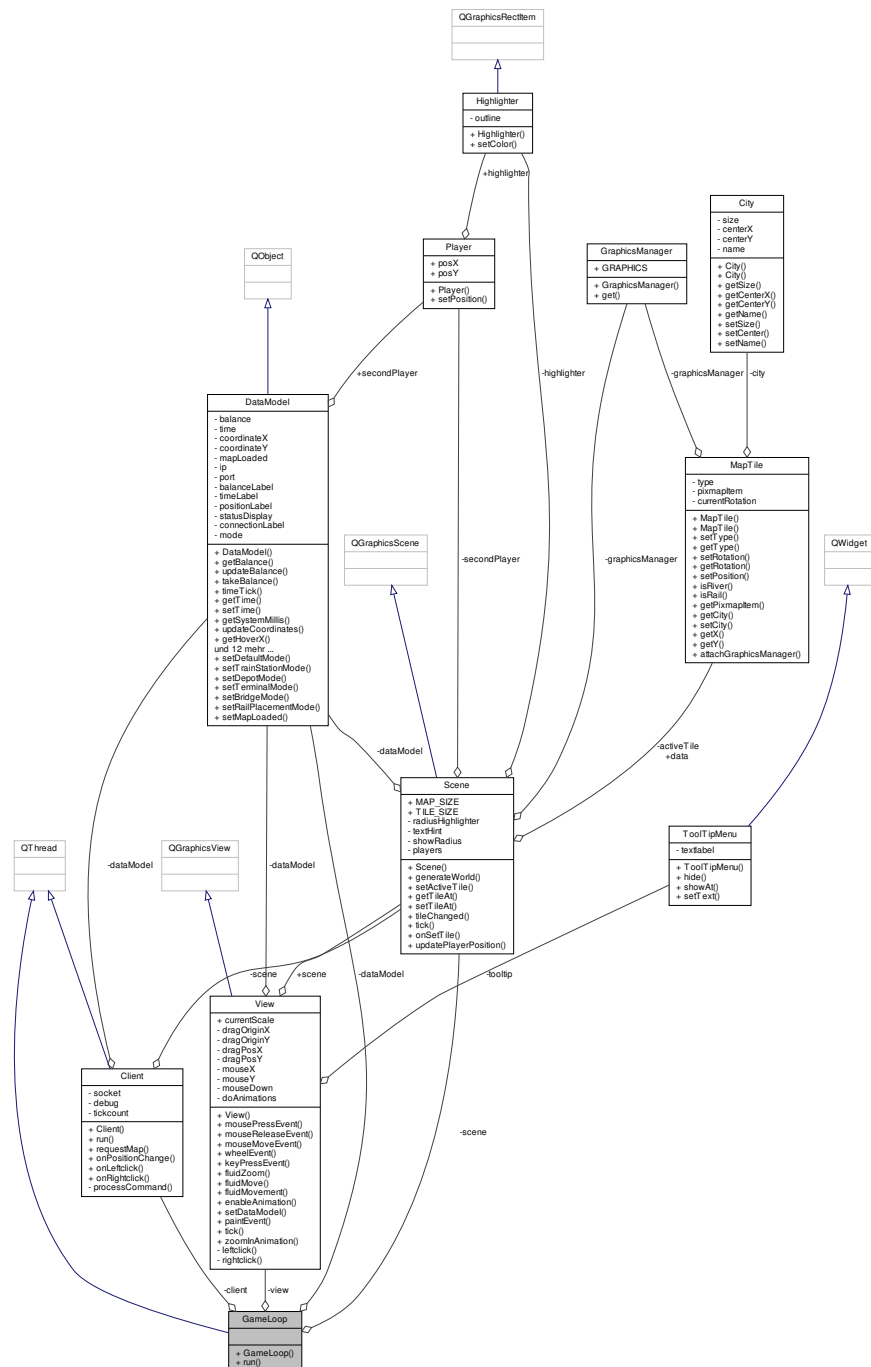 QGraphicsRectItem
Highlighter
- outline
+ Highlighter()
+ setColor()
+highlighter
City
- size
- centerX
- centerY
- name
+ City()
+ City()
+ getSize()
+ getCenterX()
+ getCenterY()
+ getName()
+ setSize()
+ setCenter()
+ setName()
Player
+ posX
+ posY
+ Player()
+ setPosition()
GraphicsManager
+ GRAPHICS
+ GraphicsManager()
+ get()
QObject
+secondPlayer
-highlighter
-graphicsManager
-city
DataModel
- balance
- time
- coordinateX
- coordinateY
- mapLoaded
- ip
- port
- balanceLabel
- timeLabel
- positionLabel
- statusDisplay
- connectionLabel
- mode
+ DataModel()
+ getBalance()
+ updateBalance()
+ takeBalance()
+ timeTick()
+ getTime()
+ setTime()
+ getSystemMillis()
+ updateCoordinates()
+ getHoverX()
und 12 mehr ...
+ setDefaultMode()
+ setTrainStationMode()
+ setDepotMode()
+ setTerminalMode()
+ setBridgeMode()
+ setRailPlacementMode()
+ setMapLoaded()
MapTile
- type
- pixmapItem
- currentRotation
+ MapTile()
+ MapTile()
+ setType()
+ getType()
+ setRotation()
+ getRotation()
+ setPosition()
+ isRiver()
+ isRail()
+ getPixmapItem()
+ getCity()
+ setCity()
+ getX()
+ getY()
+ attachGraphicsManager()
QGraphicsScene
-secondPlayer
-graphicsManager
QWidget
-dataModel
-activeTile
+data
Scene
+ MAP_SIZE
+ TILE_SIZE
- radiusHighlighter
- textHint
- showRadius
- players
+ Scene()
+ generateWorld()
+ setActiveTile()
+ getTileAt()
+ setTileAt()
+ tileChanged()
+ tick()
+ onSetTile()
+ updatePlayerPosition()
ToolTipMenu
- textlabel
+ ToolTipMenu()
+ hide()
+ showAt()
+ setText()
QThread
QGraphicsView
-dataModel
-dataModel
-scene
+scene
-dataModel
-tooltip
View
+ currentScale
- dragOriginX
- dragOriginY
- dragPosX
- dragPosY
- mouseX
- mouseY
- mouseDown
- doAnimations
+ View()
+ mousePressEvent()
+ mouseReleaseEvent()
+ mouseMoveEvent()
+ wheelEvent()
+ keyPressEvent()
+ fluidZoom()
+ fluidMove()
+ fluidMovement()
+ enableAnimation()
+ setDataModel()
+ paintEvent()
+ tick()
+ zoomInAnimation()
- leftclick()
- rightclick()
Client
- socket
- debug
- tickcount
+ Client()
+ run()
+ requestMap()
+ onPositionChange()
+ onLeftclick()
+ onRightclick()
- processCommand()
-scene
-client
-view
GameLoop
+ GameLoop()
+ run()